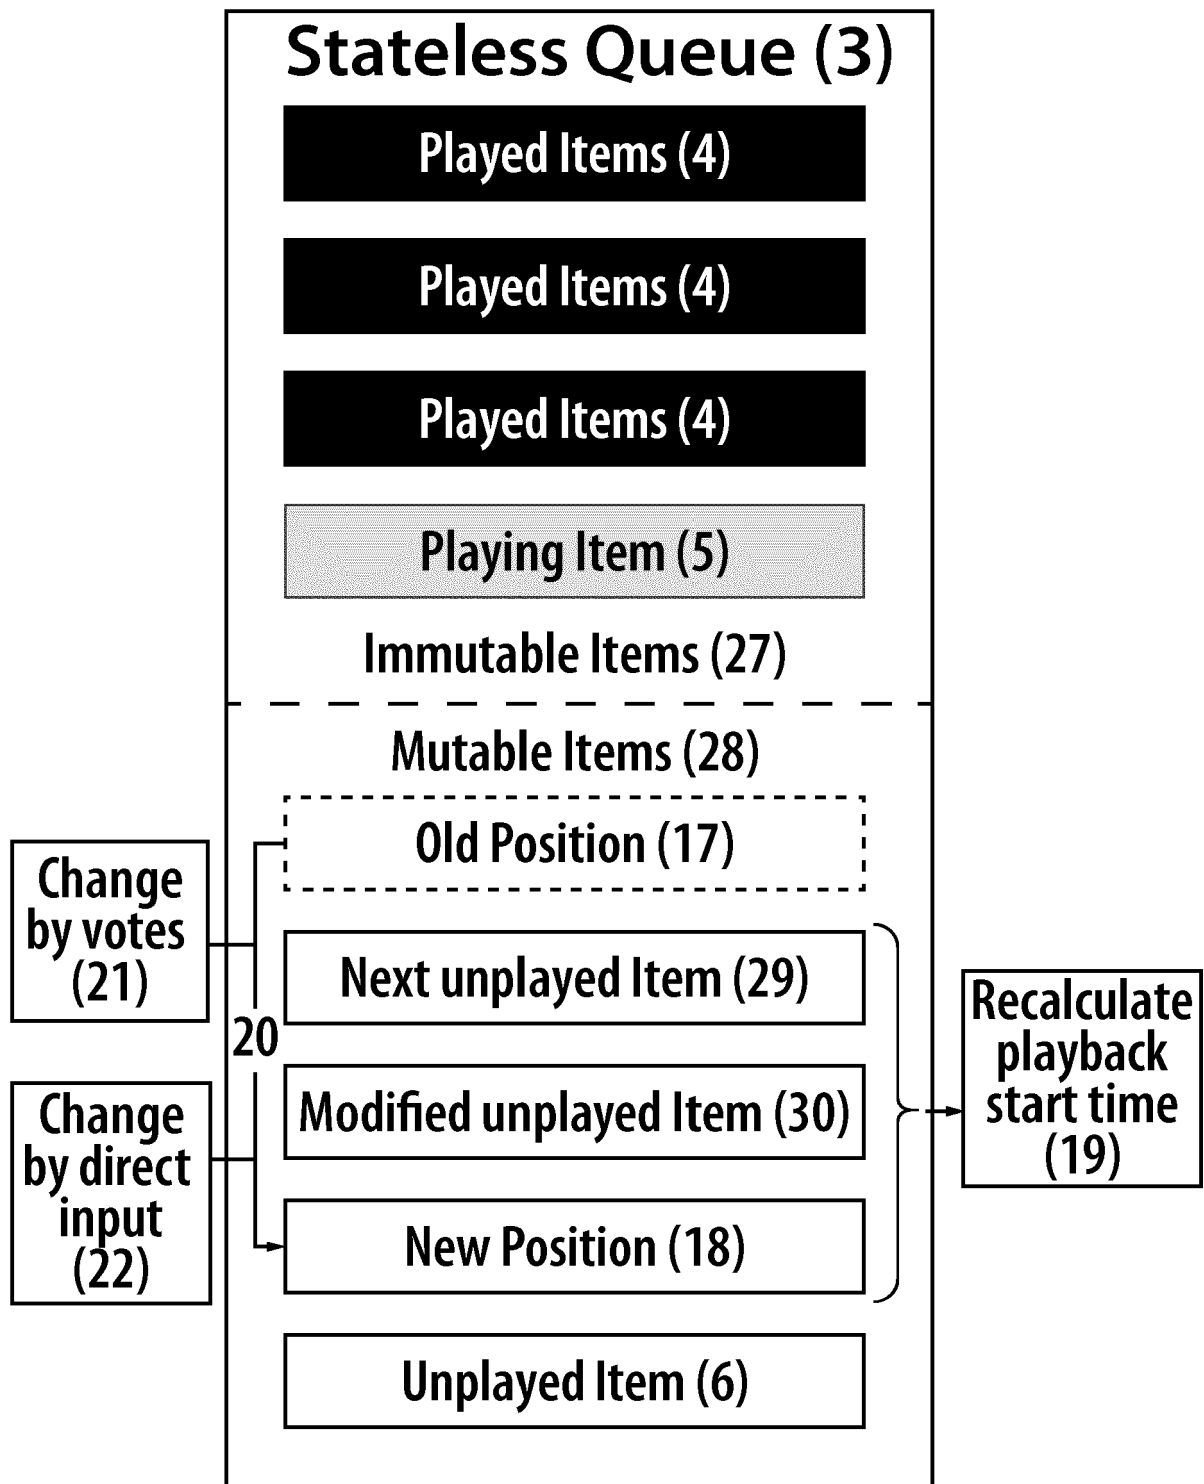 Stateless Queue (3)
Played Items (4)
Played Items (4)
Played Items (4)
Playing Item (5)
Immutable Items (27)
Mutable Items (28)
Old Position (17)
Change
by votes
(21)
Next unplayed Item (29)
20
Modified unplayed Item (30)
Change
by direct
input
(22)
New Position (18)
Recalculate
playback
start time
(19)
Unplayed Item (6)